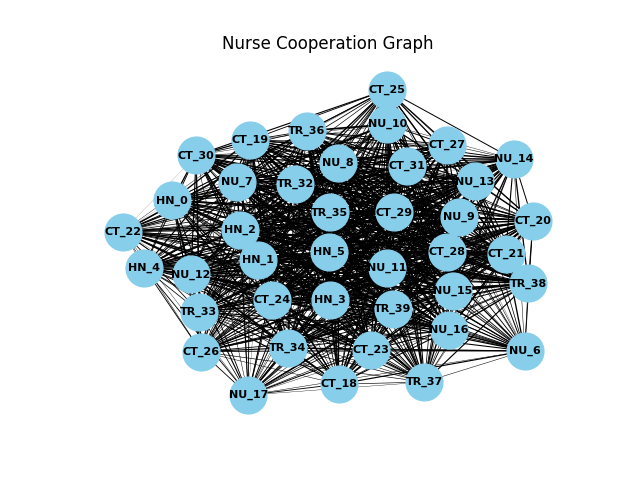 Nurse Cooperation Graph
CT_25
NU_10
TR_36
CT_19
CT_27
CT_30
NU_14
NU_8
CT_31
NU_7
TR_32
NU_13
HN_0
TR_35
CT_29
NU_9
CT_20
HN_2
CT_22
HN_5
CT_28
CT_21
HN_1
HN_4
NU_11
NU_12
TR_38
NU_15
CT_24
HN_3
TR_39
TR_33
NU_16
TR_34
CT_23
NU_6
CT_26
TR_37
CT_18
NU_17